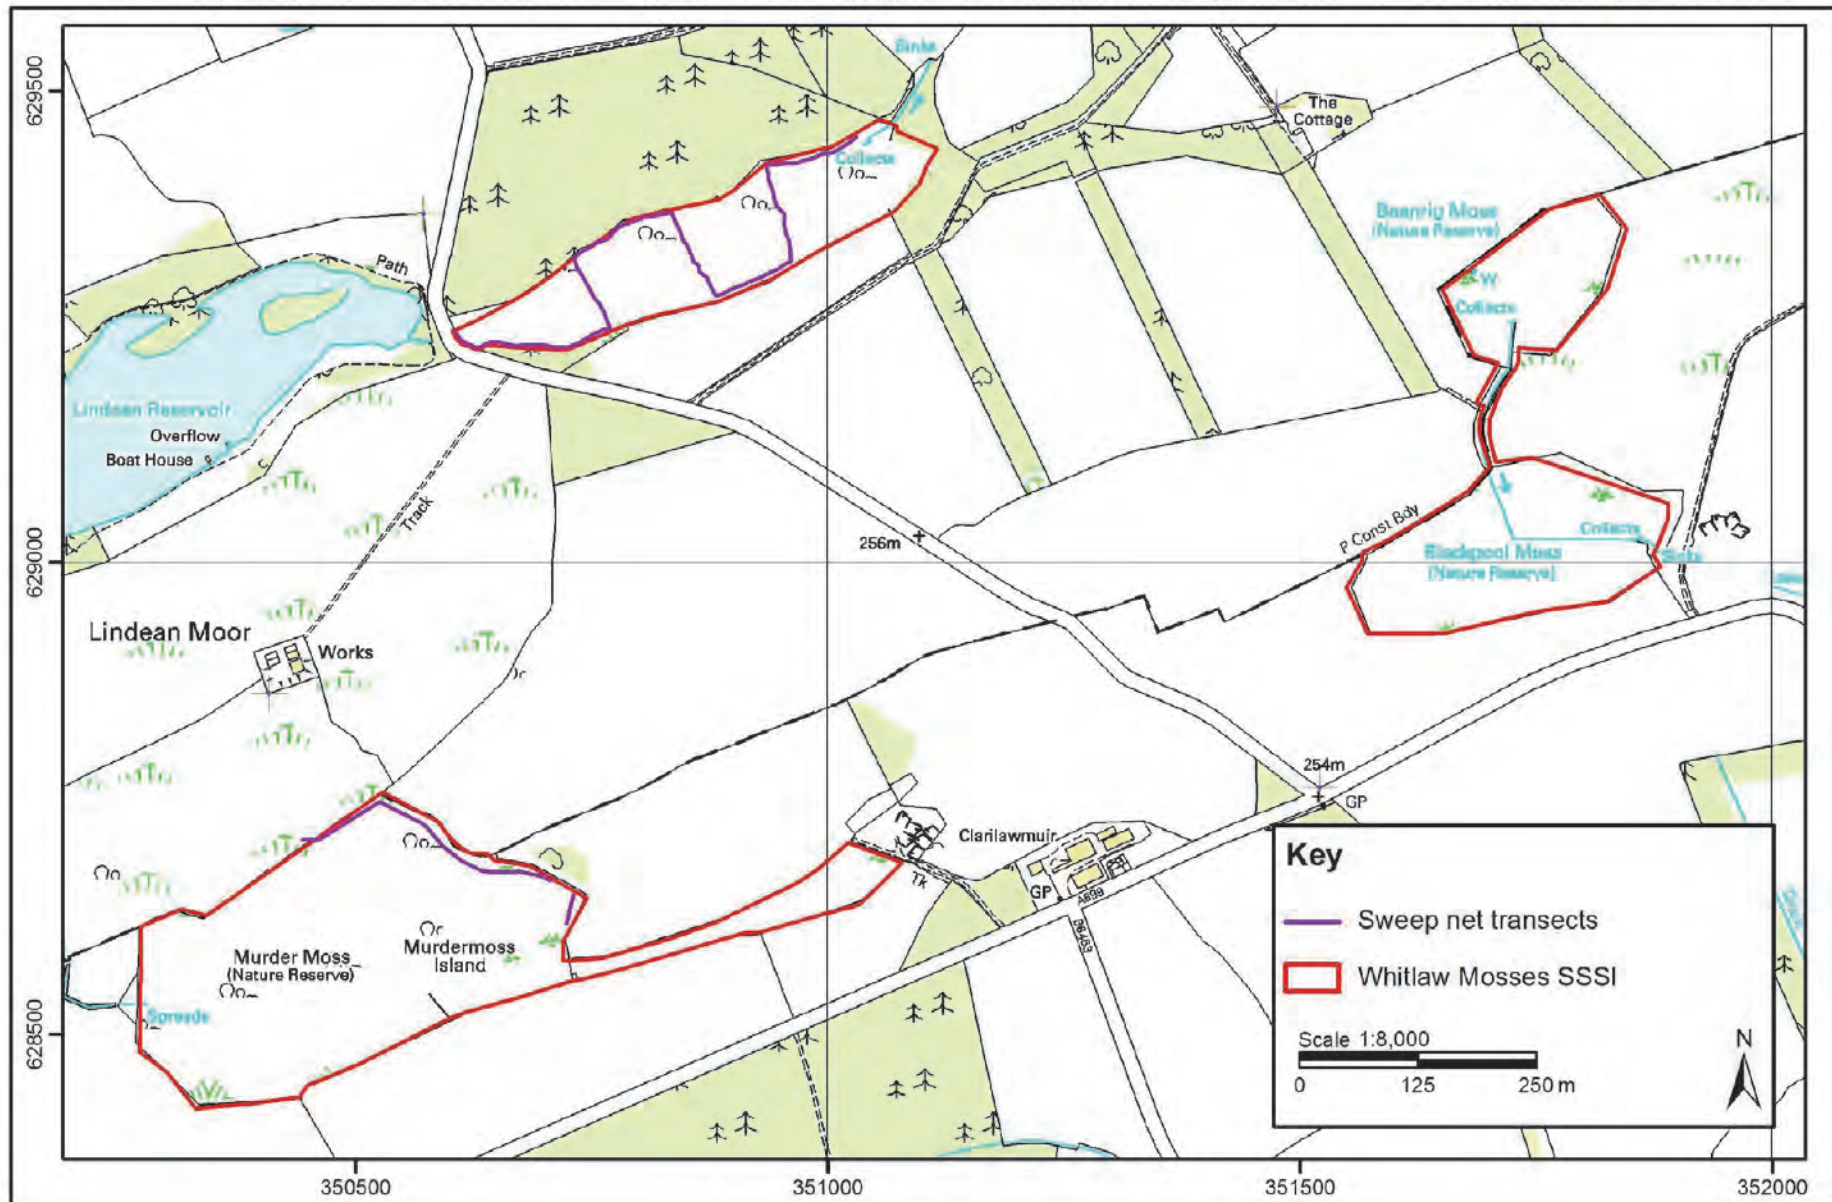 629500
629000
628500
350500
351000
351500
352000
Sinks
Collects
The
Cottage
Beanrig Moss
(Nature Reserve)
W
Collects
Path
Lindean Reservoir
Overflow
Boat House
Track
256m
P Const Bdy
Blackpool Moss
(Nature Reserve)
Collects
Sinks
Lindean Moor
Works
254m
GP
Clarilawmuir
GP
A699
B6453
Tk
Murder Moss
(Nature Reserve)
Murdermoss
Island
Spreads
Key
Sweep net transects
Whitlaw Mosses SSSI
Scale 1:8,000
0 125 250 m
N